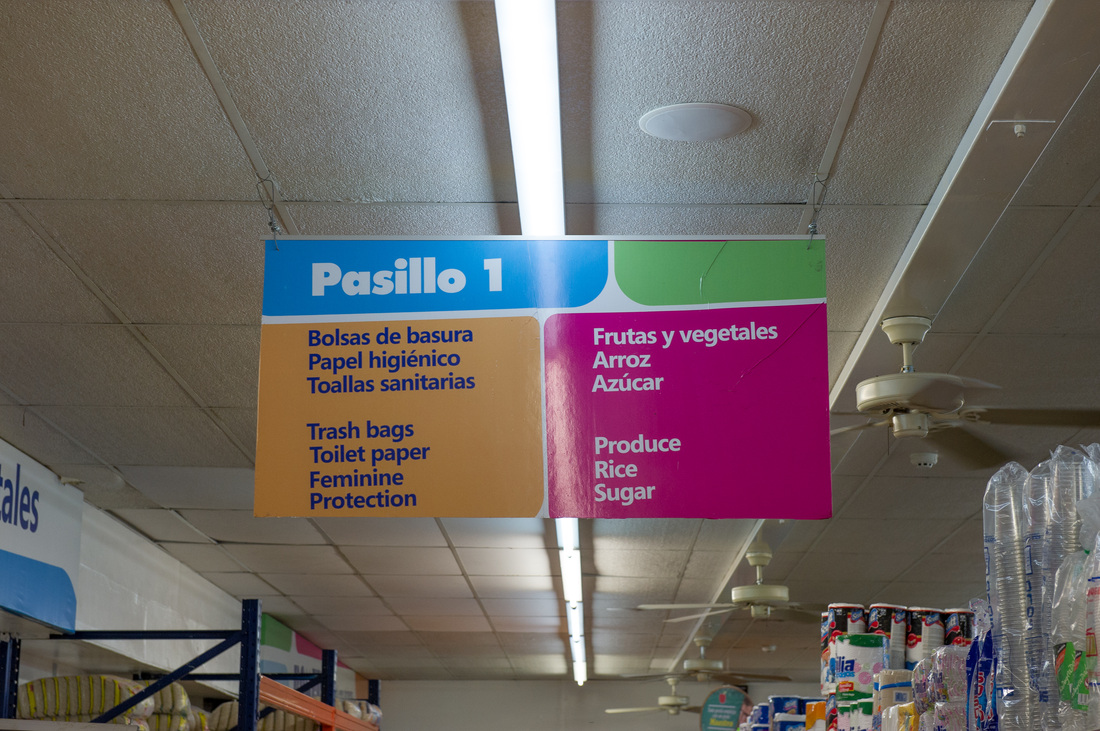 Pasillo 1
Bolsas de basura
Papel higiénico
Toallas sanitarias
Trash bags
Toilet paper
Feminine
Protection
Frutas y vegetales
Arroz
Azúcar
Produce
Rice
Sugar
tales